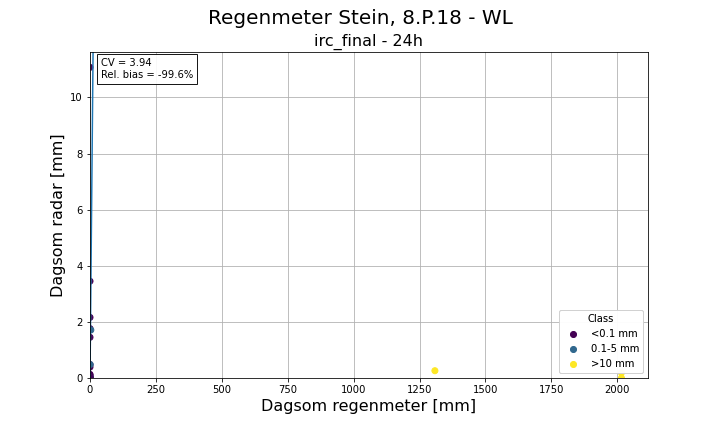 Regenmeter Stein, 8.P.18 - WL
irc_final - 24h
CV = 3.94
Rel. bias = -99.6%
Dagsom radar [mm]
10
8
6
4
2
0
0 250 500 750 1000 1250 1500 1750 2000
Dagsom regenmeter [mm]
Class
<0.1 mm
0.1-5 mm
>10 mm